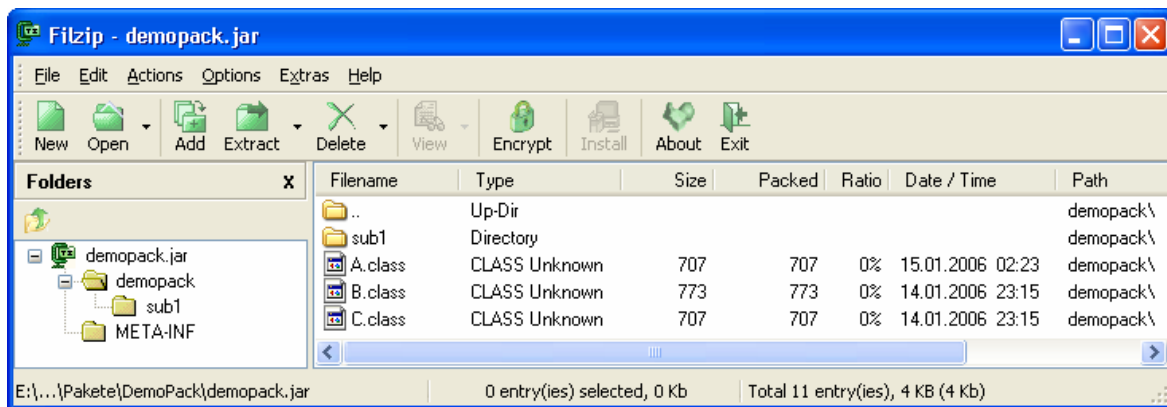 Filzip - demopack.jar
File Edit Actions Options Extras Help
New Open Add Extract Delete View Encrypt Install About Exit
Folders x Filename Type Size Packed Ratio Date / Time Path
.. Up-Dir demopack\
sub1 Directory demopack\
demopack.jar A.class CLASS Unknown 707 707 0% 15.01.2006 02:23 demopack\
demopack B.class CLASS Unknown 773 773 0% 14.01.2006 23:15 demopack\
sub1 C.class CLASS Unknown 707 707 0% 14.01.2006 23:15 demopack\
META-INF
E:\...\Pakete\DemoPack\demopack.jar 0 entry(ies) selected, 0 Kb Total 11 entry(ies), 4 KB (4 Kb)